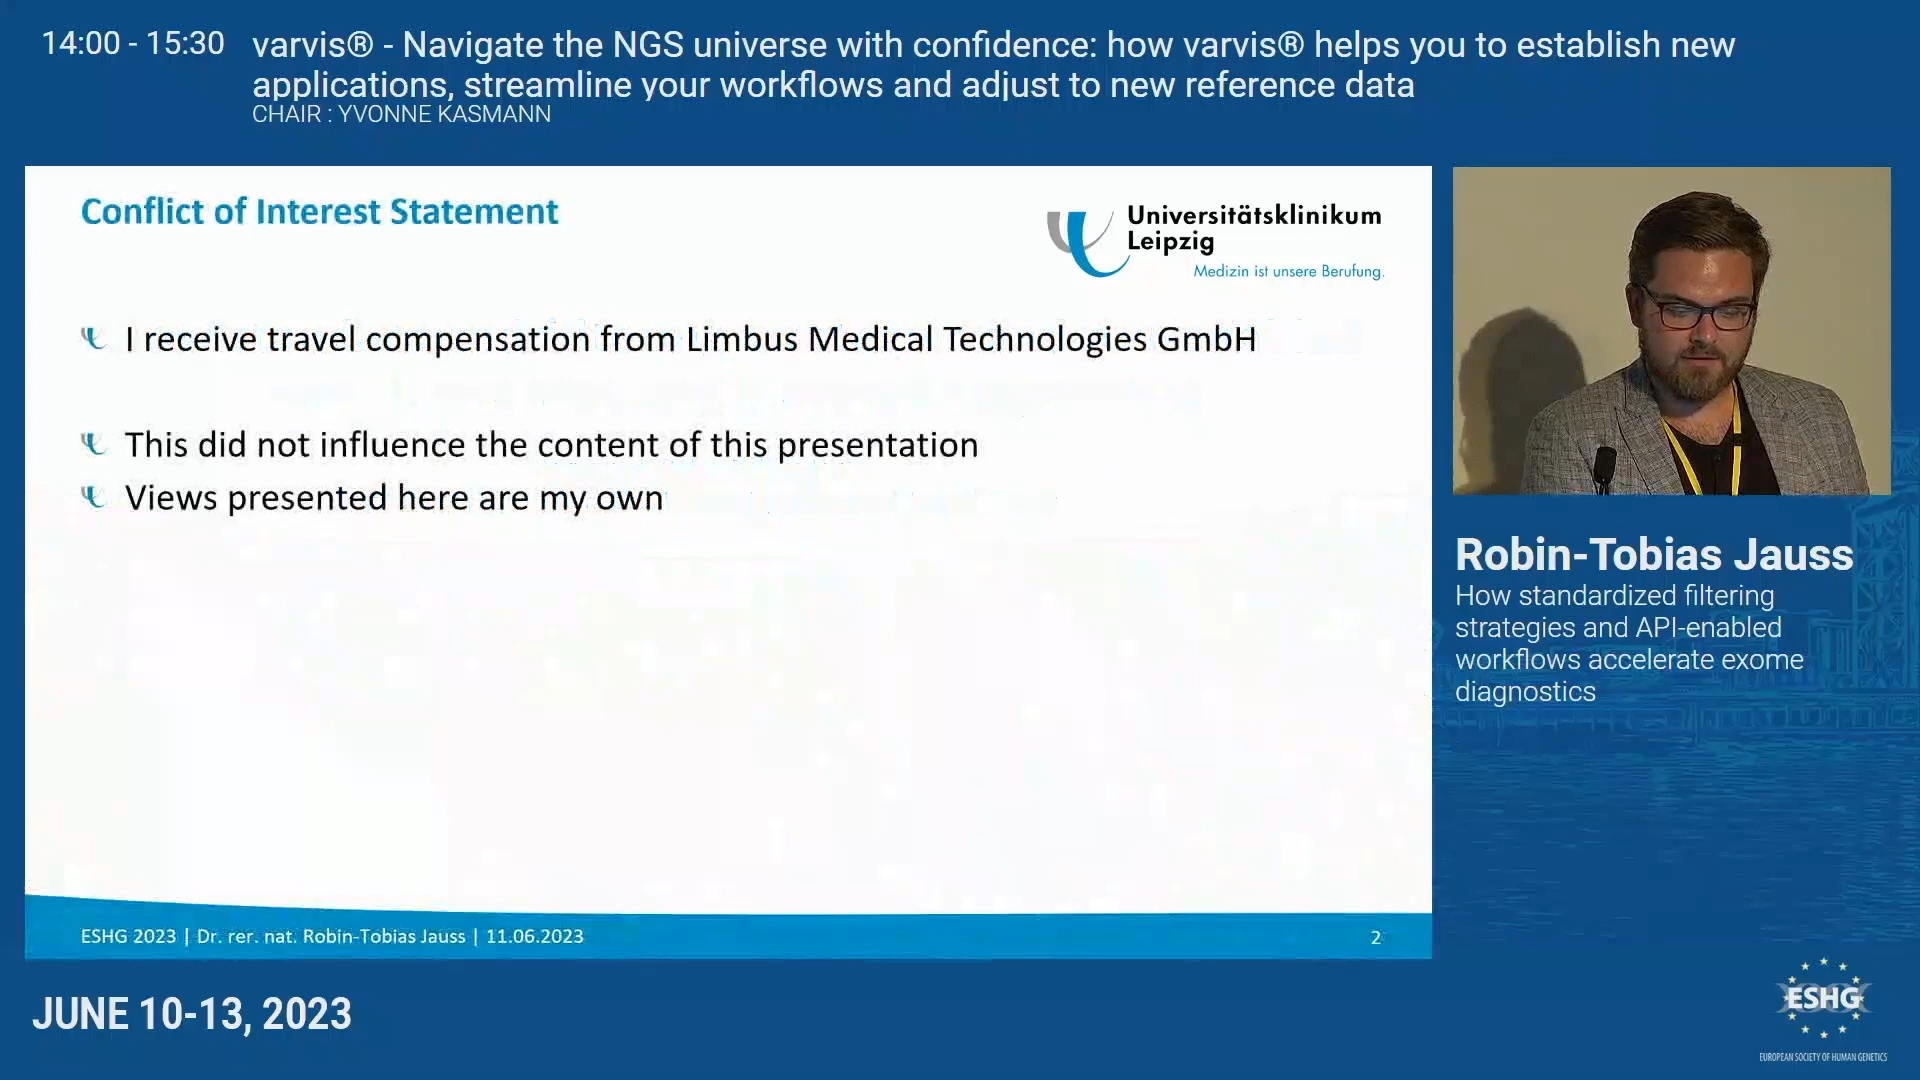 14:00 - 15:30
varvis® - Navigate the NGS universe with confidence: how varvis® helps you to establish new
applications, streamline your workflows and adjust to new reference data
CHAIR : YVONNE KASMANN
Conflict of Interest Statement
Universitätsklinikum
Leipzig
Medizin ist unsere Berufung.
I receive travel compensation from Limbus Medical Technologies GmbH
This did not influence the content of this presentation
Views presented here are my own
ESHG 2023 | Dr. rer. nat. Robin-Tobias Jauss | 11.06.2023
2
Robin-Tobias Jauss
How standardized filtering
strategies and API-enabled
workflows accelerate exome
diagnostics
JUNE 10-13, 2023
ESHG
EUROPEAN SOCIETY OF HUMAN GENETICS